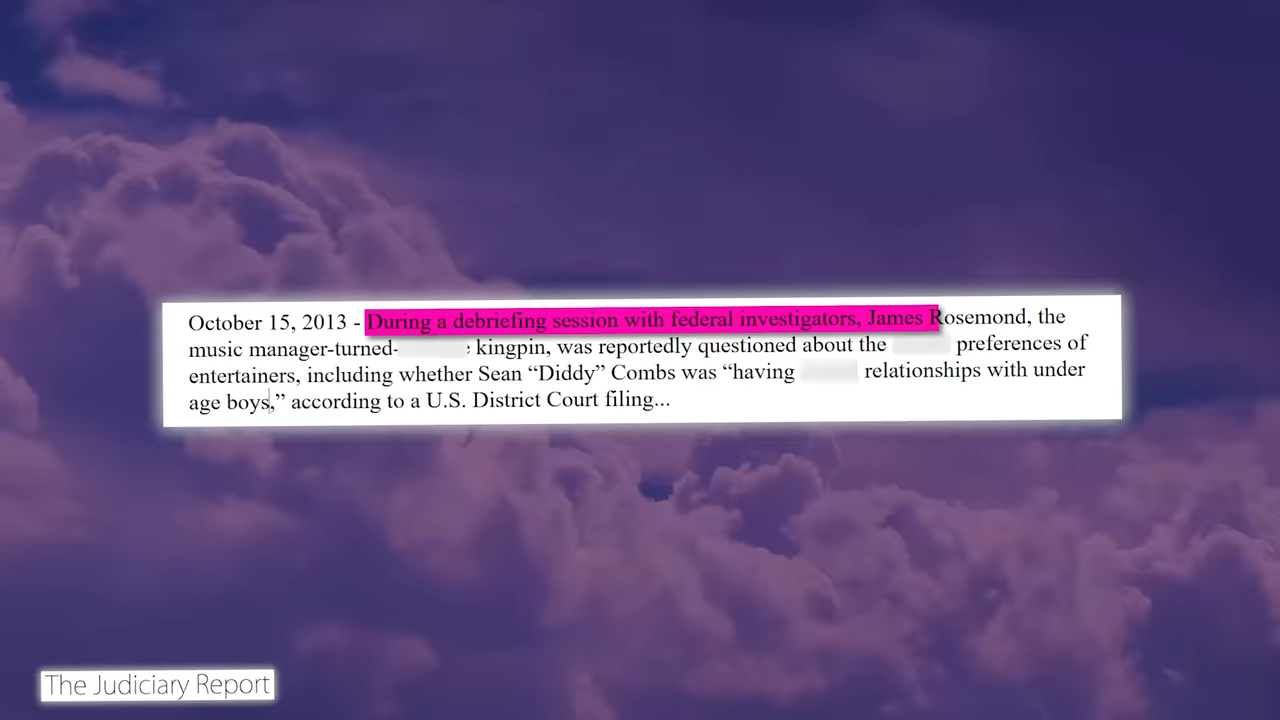 October 15, 2013 - During a debriefing session with federal investigators, James Rosemond, the
music manager-turned- kingpin, was reportedly questioned about the preferences of
entertainers, including whether Sean “Diddy” Combs was “having relationships with under
age boys,” according to a U.S. District Court filing...
The Judiciary Report